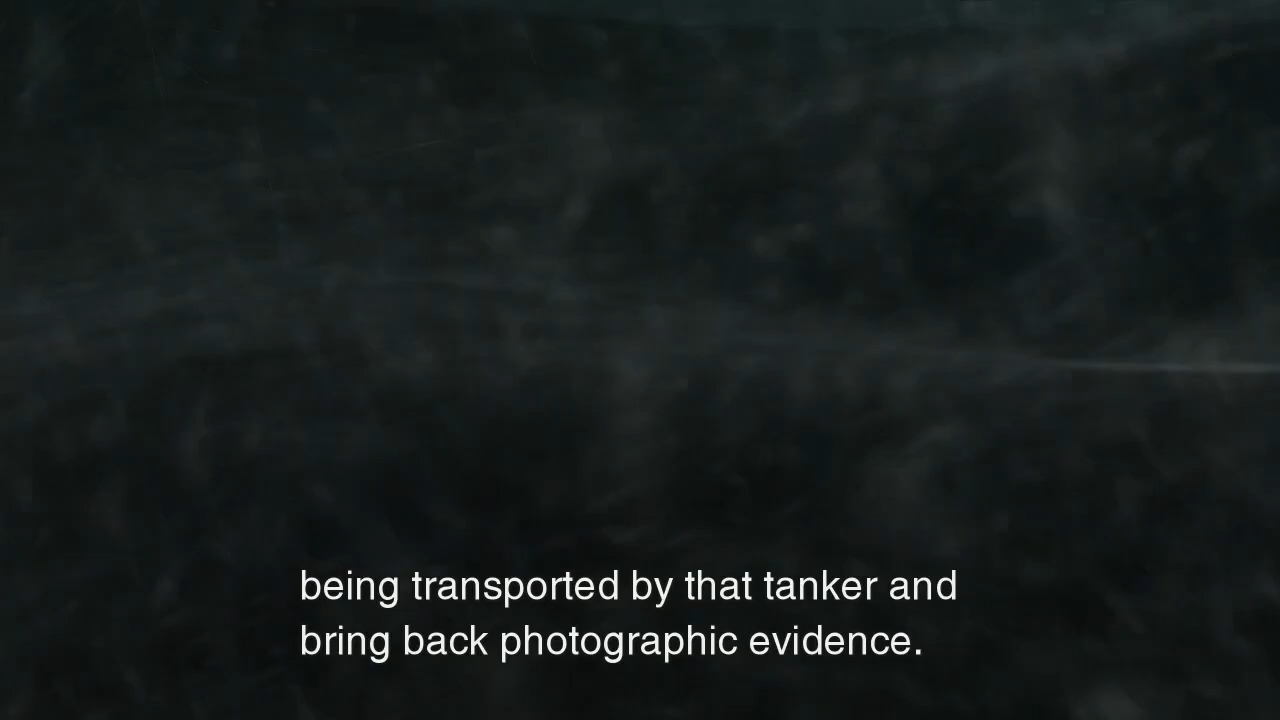 being transported by that tanker and
bring back photographic evidence.